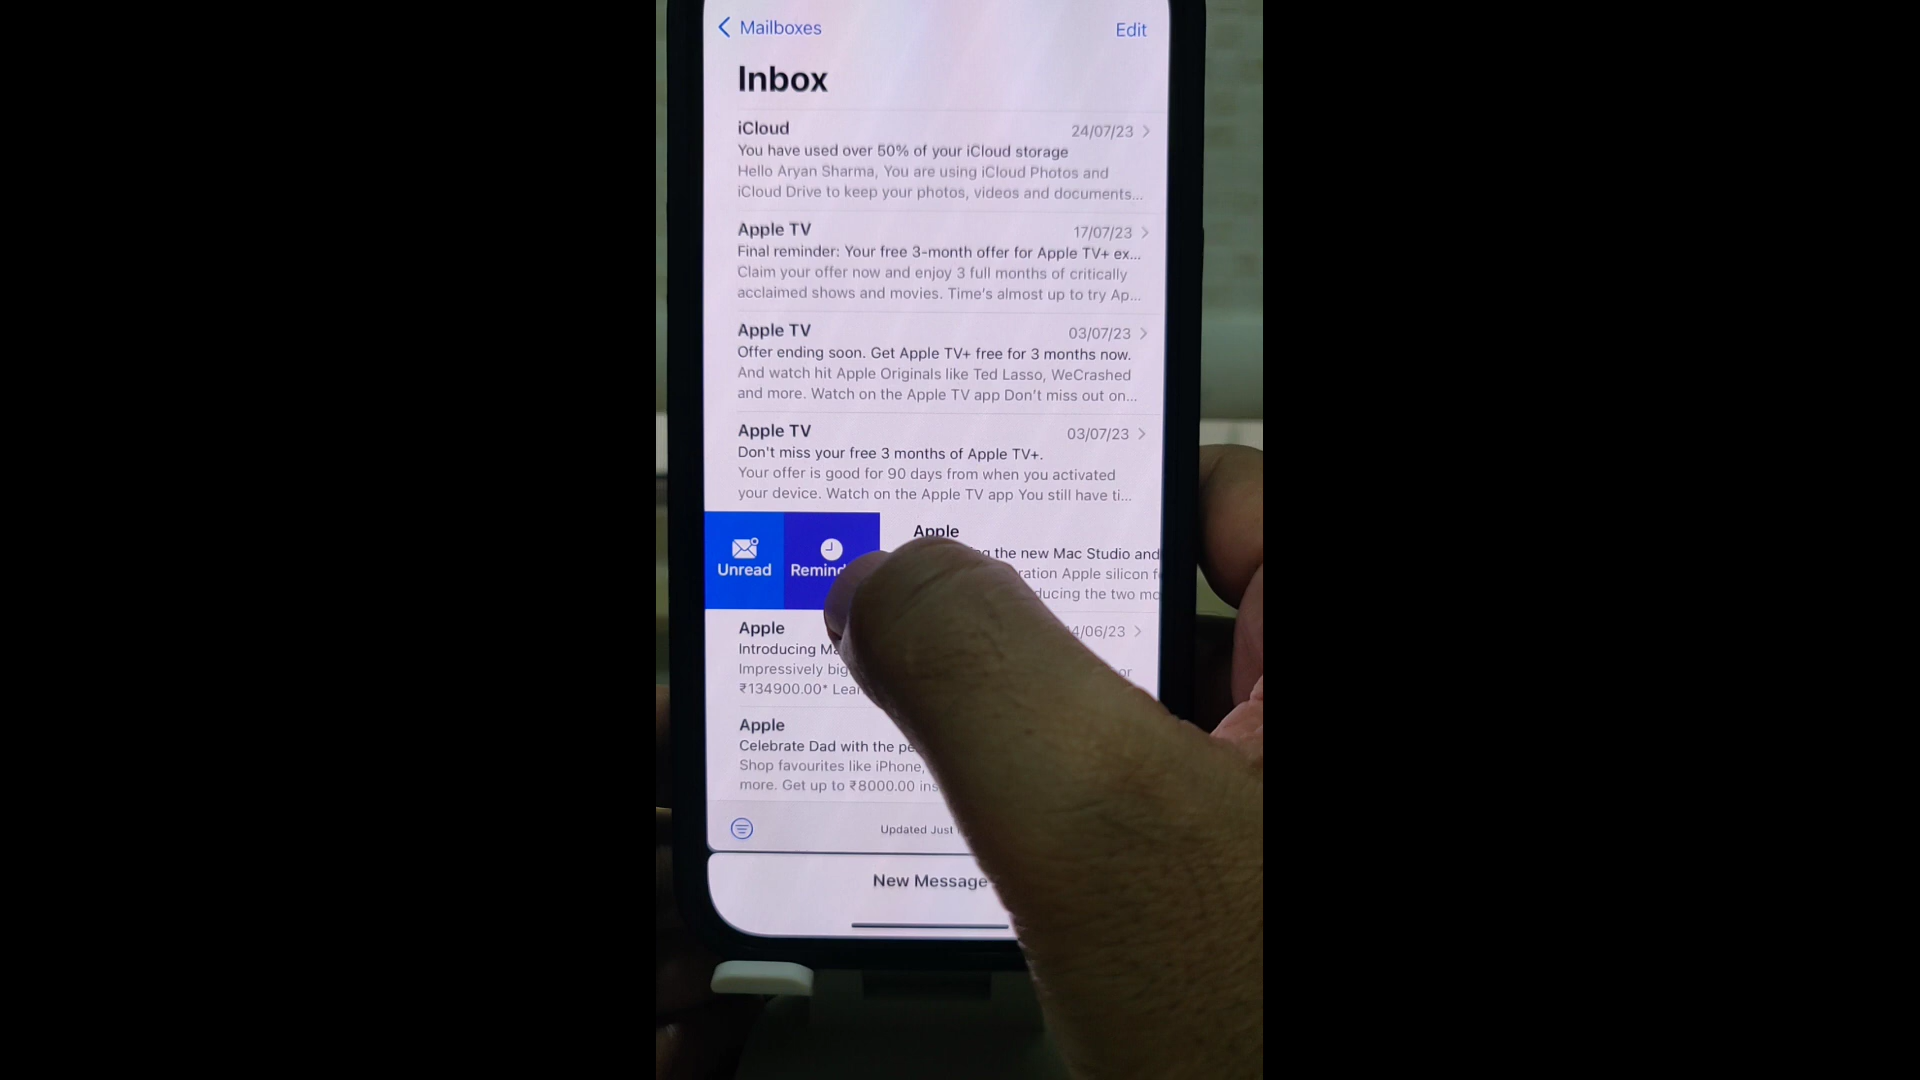 Mailboxes
Edit
Inbox
iCloud
24/07/23
You have used over 50% of your iCloud storage
Hello Aryan Sharma, You are using iCloud Photos and
iCloud Drive to keep your photos, videos and documents...
Apple TV
17/07/23
Final reminder: Your free 3-month offer for Apple TV+ ex...
Claim your offer now and enjoy 3 full months of critically
acclaimed shows and movies. Time's almost up to try Ap...
Apple TV
03/07/23
Offer ending soon. Get Apple TV+ free for 3 months now.
And watch hit Apple Originals like Ted Lasso, WeCrashed
and more. Watch on the Apple TV app Don't miss out on...
Apple TV
03/07/23
Don't miss your free 3 months of Apple TV+.
Your offer is good for 90 days from when you activated
your device. Watch on the Apple TV app You still have ti...
Unread
Remind
Apple
the new Mac Studio and
Apple silicon
the two
Apple
4/06/23
Introducing
Impressively big
or
₹134900.00*
Apple
Celebrate Dad with the
Shop favourites like iPhone,
more. Get up to ₹8000.00
Updated Just
New Message